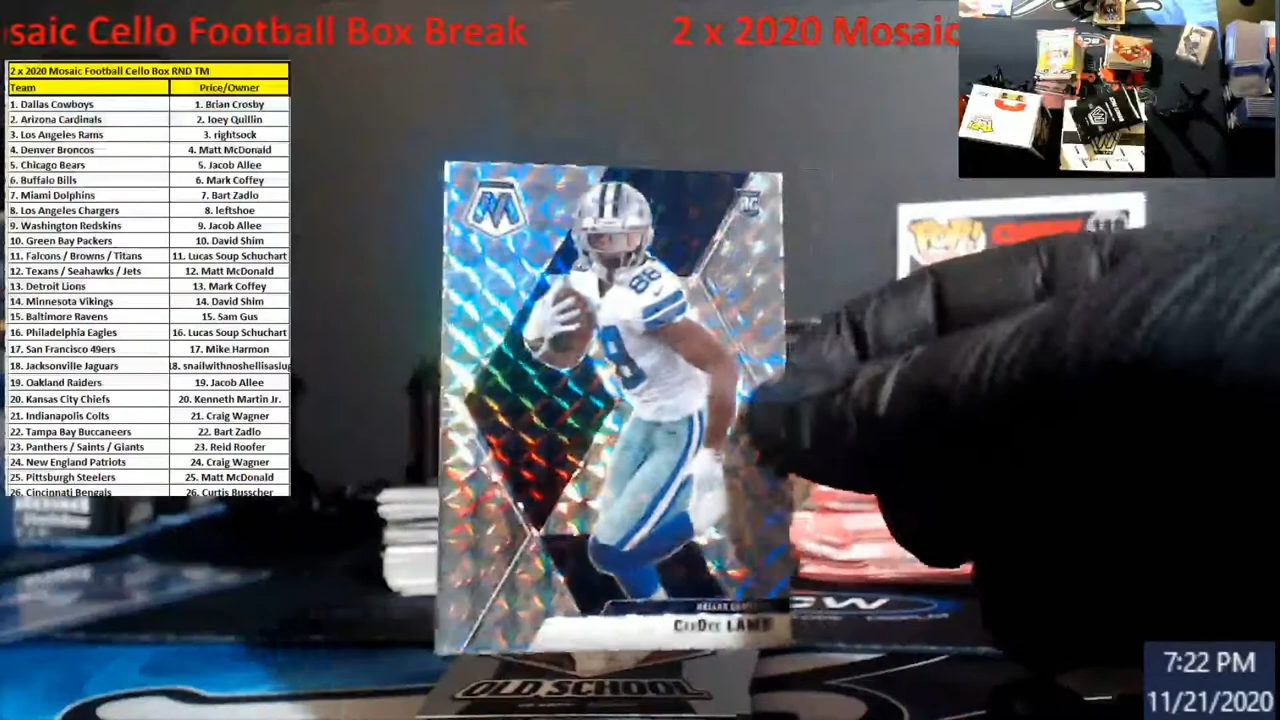 saic Cello Football Box Break
2 x 2020 Mosaic
2 x 2020 Mosaic Football Cello Box RND TM
Team Price/Owner
1. Dallas Cowboys 1. Brian Crosby
2. Arizona Cardinals 2. Joey Quillin
3. Los Angeles Rams 3. rightsock
4. Denver Broncos 4. Matt McDonald
5. Chicago Bears 5. Jacob Allee
6. Buffalo Bills 6. Mark Coffey
7. Miami Dolphins 7. Bart Zadlo
8. Los Angeles Chargers 8. leftshoe
9. Washington Redskins 9. Jacob Allee
10. Green Bay Packers 10. David Shim
11. Falcons / Browns / Titans 11. Lucas Soup Schuchart
12. Texans / Seahawks / Jets 12. Matt McDonald
13. Detroit Lions 13. Mark Coffey
14. Minnesota Vikings 14. David Shim
15. Baltimore Ravens 15. Sam Gus
16. Philadelphia Eagles 16. Lucas Soup Schuchart
17. San Francisco 49ers 17. Mike Harmon
18. Jacksonville Jaguars 18. snailwithnoshellisaslug
19. Oakland Raiders 19. Jacob Allee
20. Kansas City Chiefs 20. Kenneth Martin Jr.
21. Indianapolis Colts 21. Craig Wagner
22. Tampa Bay Buccaneers 22. Bart Zadlo
23. Panthers / Saints / Giants 23. Reid Roofer
24. New England Patriots 24. Craig Wagner
25. Pittsburgh Steelers 25. Matt McDonald
26. Cincinnati Bengals 26. Curtis Busscher
M
RC
88
88
CeeDee LAMB
POP!
OLD SCHOOL
7:22 PM
11/21/2020